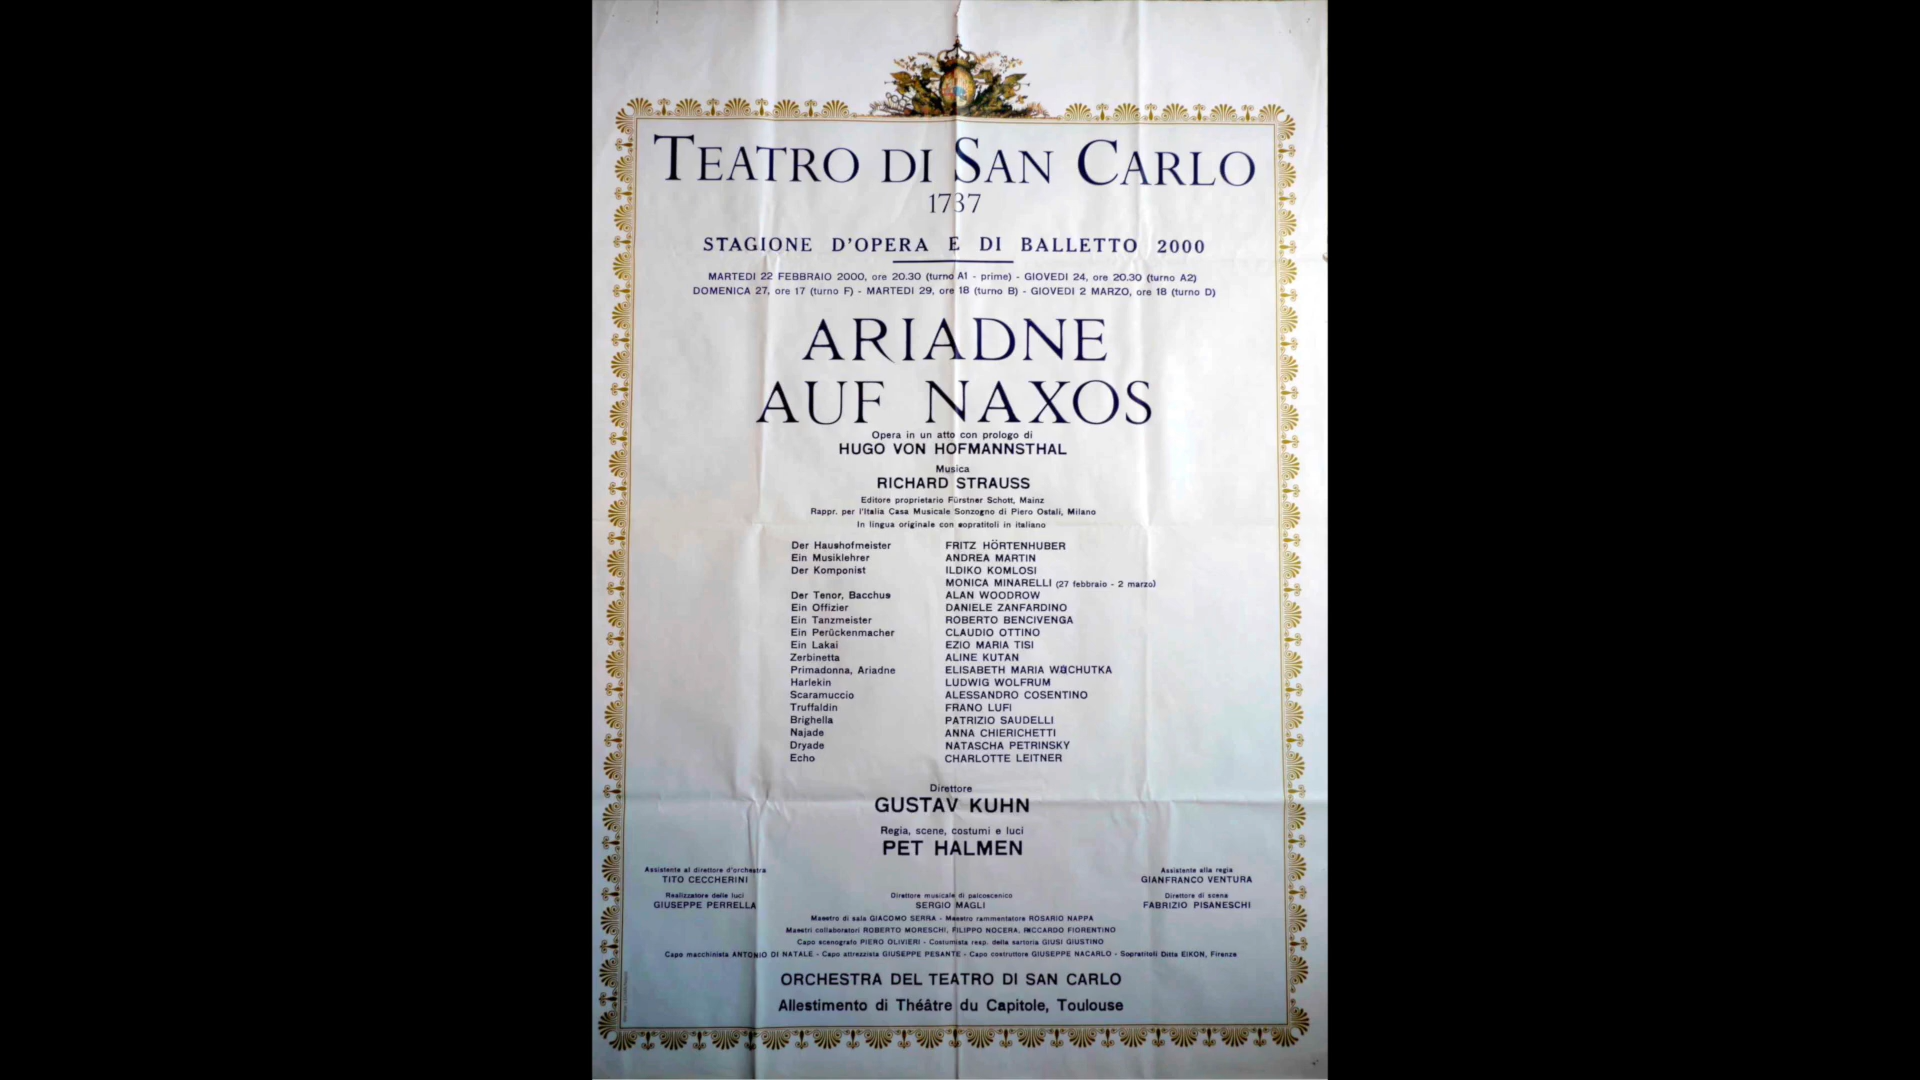 TEATRO DI SAN CARLO
1737
STAGIONE D'OPERA E DI BALLETTO 2000
MARTEDI 22 FEBBRAIO 2000, ore 20.30 (turno A1 - prime) - GIOVEDI 24, ore 20.30 (turno A2)
DOMENICA 27, ore 17 (turno F) - MARTEDI 29, ore 18 (turno B) - GIOVEDI 2 MARZO, ore 18 (turno D)
ARIADNE
AUF NAXOS
Opera in un atto con prologo di
HUGO VON HOFMANNSTHAL
Musica
RICHARD STRAUSS
Editore proprietario Fürstner Schott, Mainz
Rappr. per l'Italia Casa Musicale Sonzogno di Piero Ostali, Milano
In lingua originale con sopratitoli in italiano
Der Haushofmeister FRITZ HÖRTENHUBER
Ein Musiklehrer ANDREA MARTIN
Der Komponist ILDIKO KOMLOSI
MONICA MINARELLI (27 febbraio - 2 marzo)
Der Tenor, Bacchus ALAN WOODROW
Ein Offizier DANIELE ZANFARDINO
Ein Tanzmeister ROBERTO BENCIVENGA
Ein Perückenmacher CLAUDIO OTTINO
Ein Lakai EZIO MARIA TISI
Zerbinetta ALINE KUTAN
Primadonna, Ariadne ELISABETH MARIA
Harlekin LUDWIG WOLFRUM
Scaramuccio ALESSANDRO COSENTINO
Truffaldin FRANO LUFI
Brighella PATRIZIO SAUDELLI
Najade ANNA CHIERICHETTI
Dryade NATASCHA PETRINSKY
Echo CHARLOTTE LEITNER
Direttore
GUSTAV KUHN
Regia, scene, costumi e luci
PET HALMEN
Assistente al direttore d'orchestra
TITO CECCHERINI
Assistente alla regia
GIANFRANCO VENTURA
Realizzatore delle luci
GIUSEPPE PERRELLA
Direttore musicale di palcoscenico
SERGIO MAGLI
Direttore di scena
FABRIZIO PISANESCHI
Maestro di sala GIACOMO SERRA - Maestro rammentatore ROSARIO NAPPA
Maestri collaboratori ROBERTO MORESCHI, FILIPPO NOCERA, FIORENTINO
Capo scenografo PIERO OLIVIERI - Costumista resp. della sartoria GIUSI GIUSTINO
Capo macchinista ANTONIO DI NATALE - Capo attrezzista GIUSEPPE PESANTE - Capo costruttore GIUSEPPE NACARLO - Sopratitoli Ditta EIKON, Firenze
ORCHESTRA DEL TEATRO DI SAN CARLO
Allestimento di Théâtre du Capitole, Toulouse